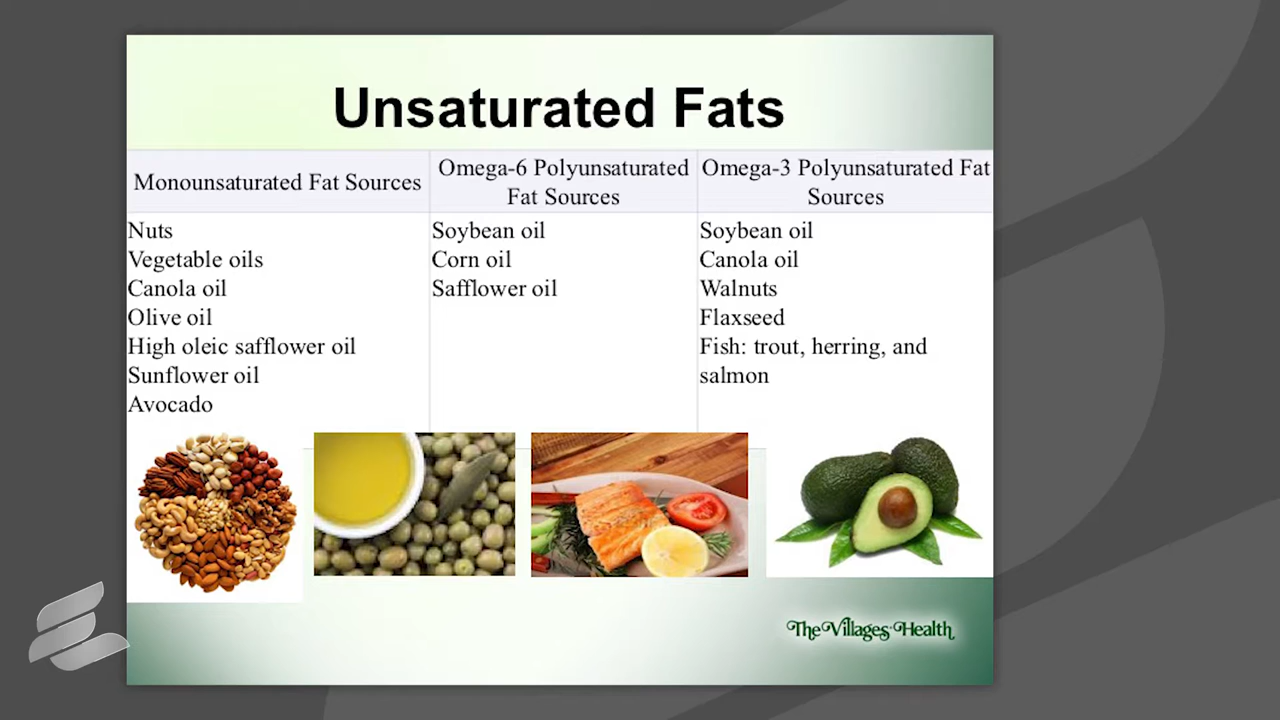 Unsaturated Fats
Monounsaturated Fat Sources
Omega-6 Polyunsaturated
Fat Sources
Omega-3 Polyunsaturated Fat
Sources
Nuts
Vegetable oils
Canola oil
Olive oil
High oleic safflower oil
Sunflower oil
Avocado
Soybean oil
Corn oil
Safflower oil
Soybean oil
Canola oil
Walnuts
Flaxseed
Fish: trout, herring, and
salmon
The Villages Health